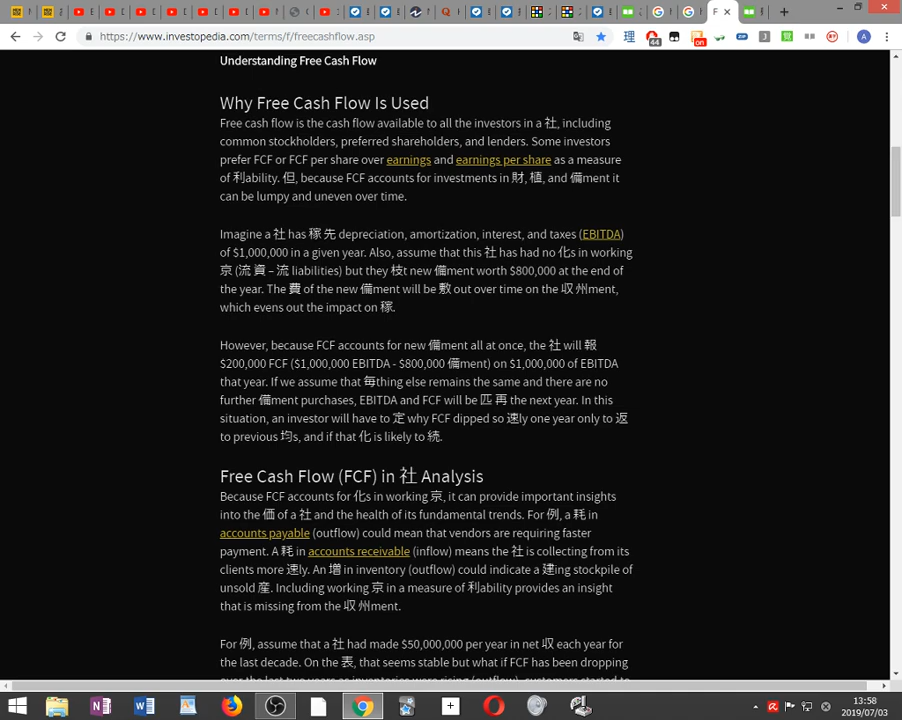 https://www.investopedia.com/terms/f/freecashflow.asp
Understanding Free Cash Flow
Why Free Cash Flow Is Used
Free cash flow is the cash flow available to all the investors in a 社, including
common stockholders, preferred shareholders, and lenders. Some investors
prefer FCF or FCF per share over earnings and earnings per share as a measure
of 利ability. 但, because FCF accounts for investments in 財, 植, and 備ment it
can be lumpy and uneven over time.
Imagine a 社 has 稼 先 depreciation, amortization, interest, and taxes (EBITDA)
of $1,000,000 in a given year. Also, assume that this 社 has had no 化s in working
京 (流 資 – 流 liabilities) but they 枝t new 備ment worth $800,000 at the end of
the year. The 費 of the new 備ment will be 敷 out over time on the 収 州ment,
which evens out the impact on 稼.
However, because FCF accounts for new 備ment all at once, the 社 will 報
$200,000 FCF ($1,000,000 EBITDA - $800,000 備ment) on $1,000,000 of EBITDA
that year. If we assume that 毎thing else remains the same and there are no
further 備ment purchases, EBITDA and FCF will be 匹 再 the next year. In this
situation, an investor will have to 定 why FCF dipped so 速ly one year only to 返
to previous 均s, and if that 化 is likely to 続.
Free Cash Flow (FCF) in 社 Analysis
Because FCF accounts for 化s in working 京, it can provide important insights
into the 価 of a 社 and the health of its fundamental trends. For 例, a 耗 in
accounts payable (outflow) could mean that vendors are requiring faster
payment. A 耗 in accounts receivable (inflow) means the 社 is collecting from its
clients more 速ly. An 増 in inventory (outflow) could indicate a 建ing stockpile of
unsold 産. Including working 京 in a measure of 利ability provides an insight
that is missing from the 収 州ment.
For 例, assume that a 社 had made $50,000,000 per year in net 収 each year for
the last decade. On the 表, that seems stable but what if FCF has been dropping
over the last two years as inventories were rising (outflow), customers started to
13:58
2019/07/03